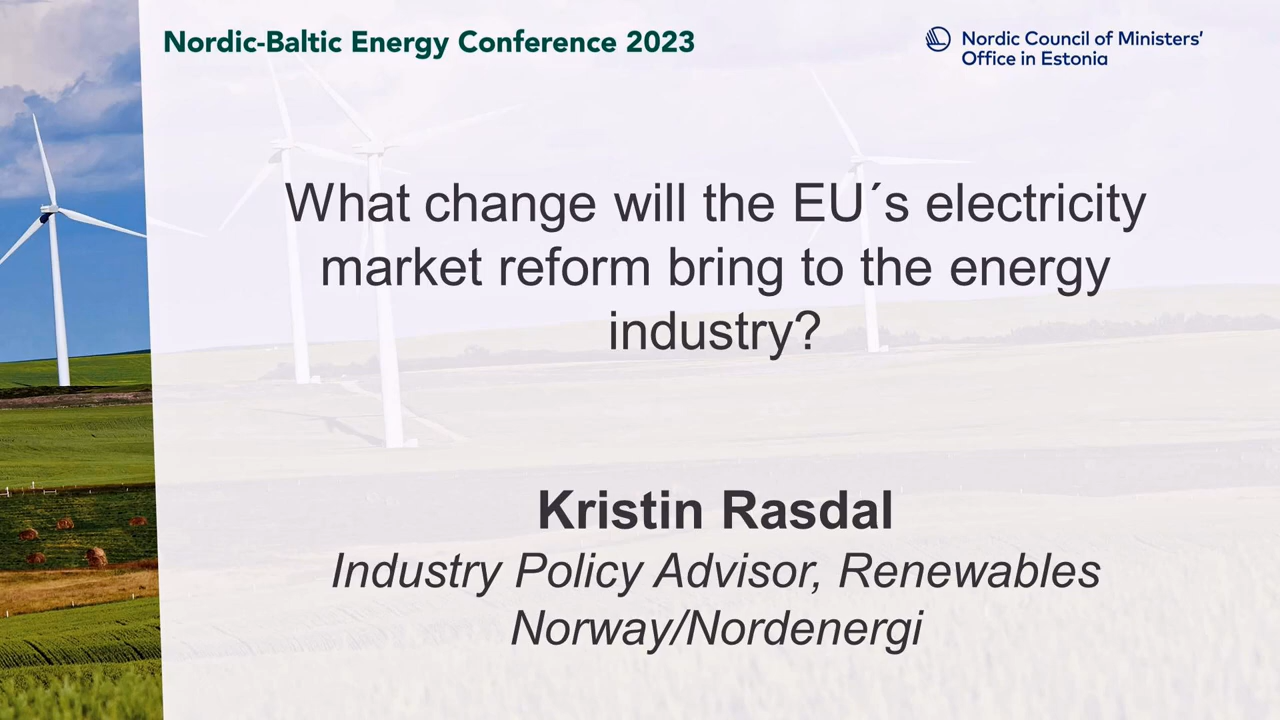 Nordic-Baltic Energy Conference 2023
Nordic Council of Ministers'
Office in Estonia
What change will the EU´s electricity
market reform bring to the energy
industry?
Kristin Rasdal
Industry Policy Advisor, Renewables
Norway/Nordenergi